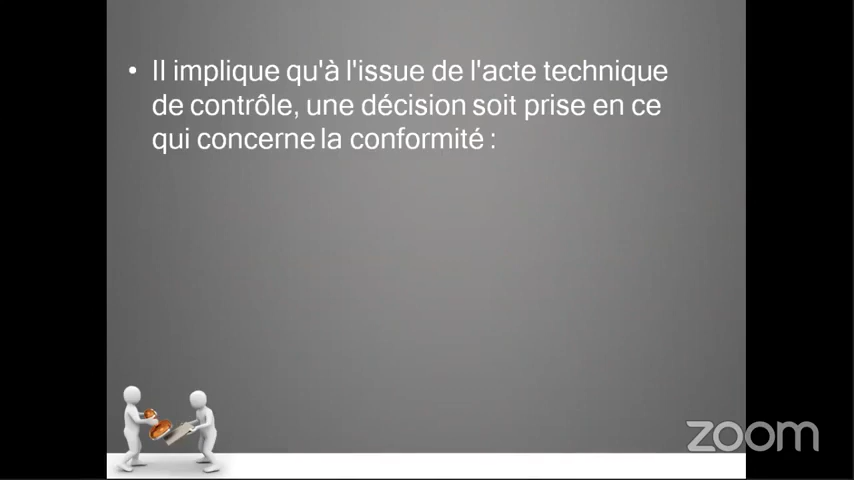 • Il implique qu'à l'issue de l'acte technique
de contrôle, une décision soit prise en ce
qui concerne la conformité :
zoom